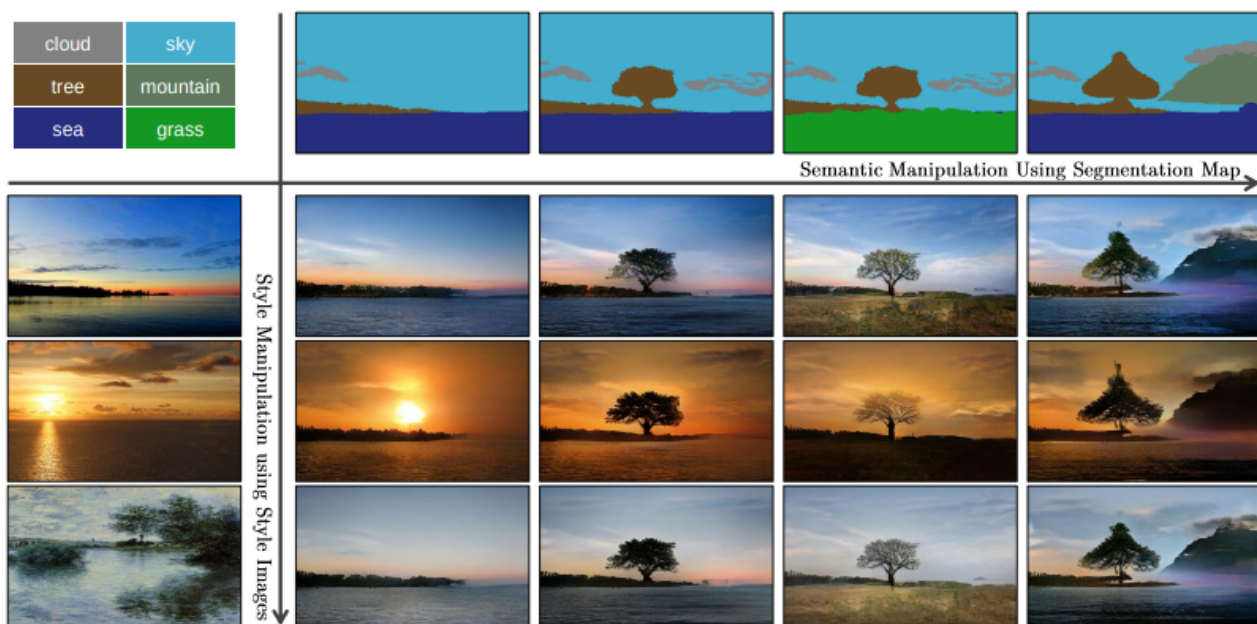 cloud sky
tree mountain
sea grass
Semantic Manipulation Using Segmentation Map
Style Manipulation using Style Images